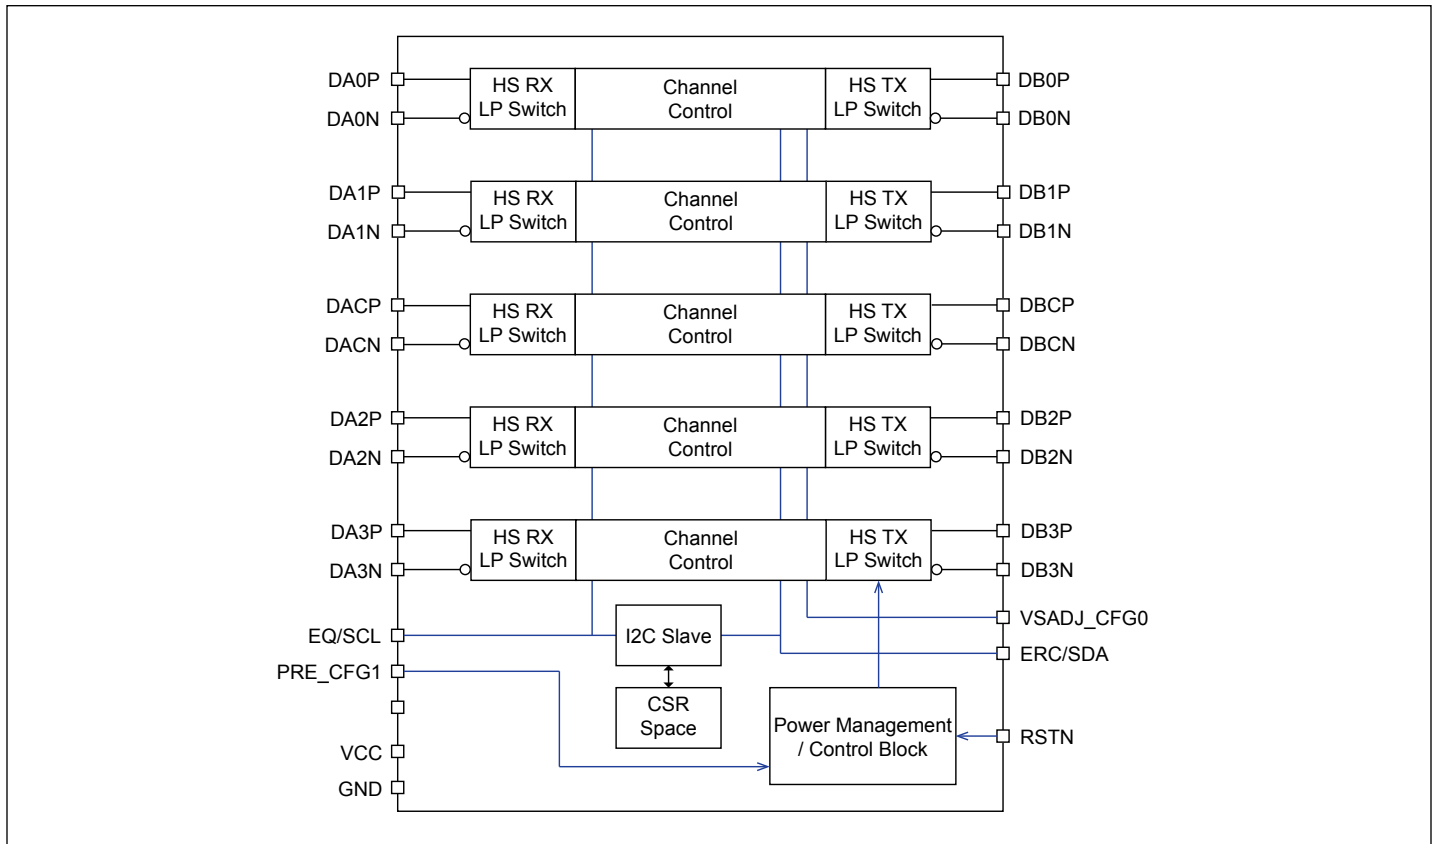 DA0P
HS RX
LP Switch
Channel
Control
HS TX
LP Switch
DB0P
DA0N
DB0N
DA1P
HS RX
LP Switch
Channel
Control
HS TX
LP Switch
DB1P
DA1N
DB1N
DACP
HS RX
LP Switch
Channel
Control
HS TX
LP Switch
DBCP
DACN
DBCN
DA2P
HS RX
LP Switch
Channel
Control
HS TX
LP Switch
DB2P
DA2N
DB2N
DA3P
HS RX
LP Switch
Channel
Control
HS TX
LP Switch
DB3P
DA3N
DB3N
VSADJ_CFG0
EQ/SCL
I2C Slave
ERC/SDA
PRE_CFG1
CSR
Space
Power Management
/ Control Block
RSTN
VCC
GND